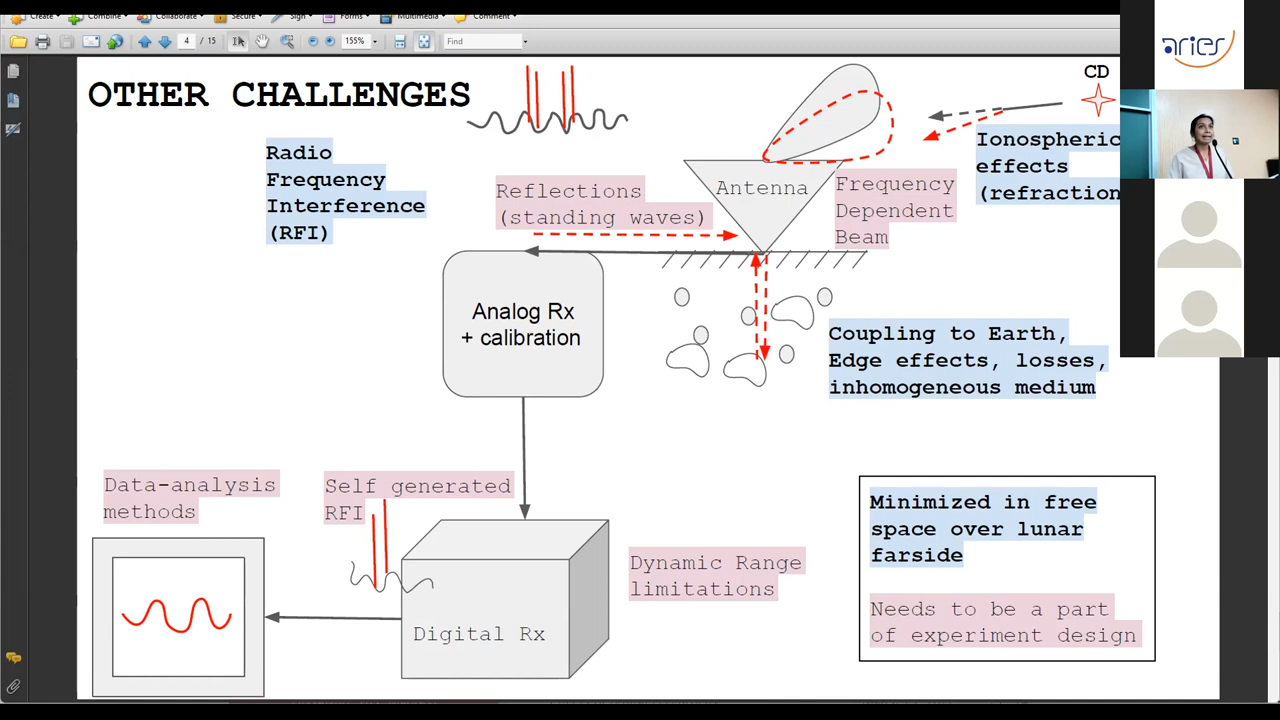 Create
Combine
Collaborate
Secure
Sign
Forms
Multimedia
Comment
4 / 15
155%
Find
OTHER CHALLENGES
CD
aries
Radio
Frequency
Interference
(RFI)
Reflections
(standing waves)
Antenna
Frequency
Dependent
Beam
Ionospheric
effects
(refraction
Analog Rx
+ calibration
Coupling to Earth,
Edge effects, losses,
inhomogeneous medium
Data-analysis
methods
Self generated
RFI
Dynamic Range
limitations
Digital Rx
Minimized in free
space over lunar
farside
Needs to be a part
of experiment design